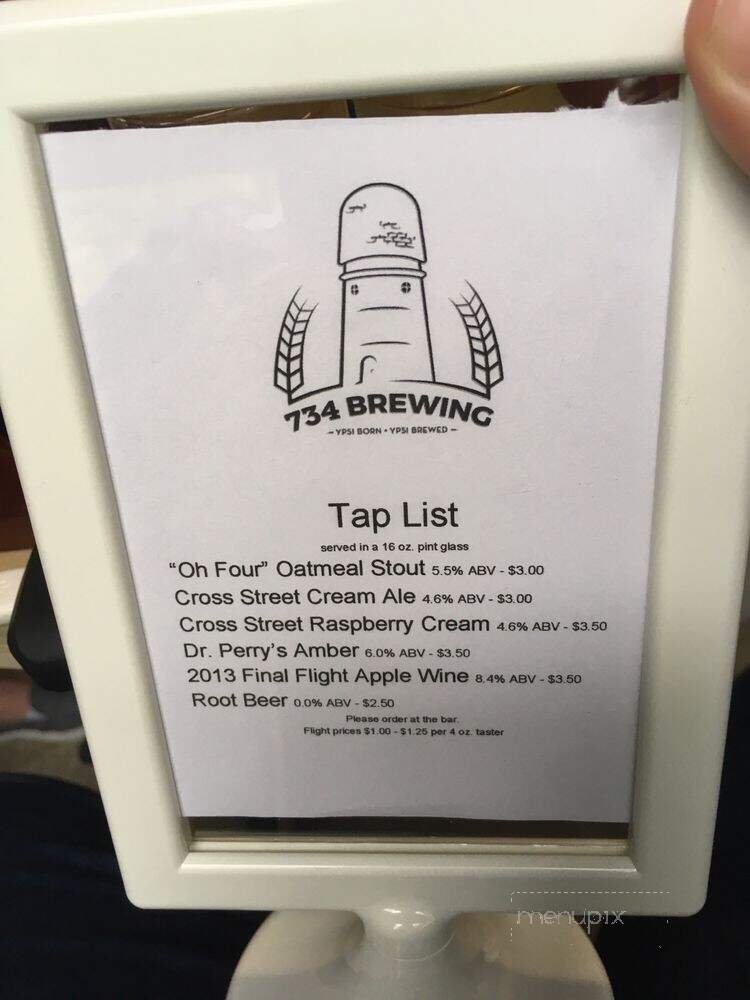 734 BREWING
- YPSI BORN • YPSI BREWED -
Tap List
served in a 16 oz. pint glass
"Oh Four" Oatmeal Stout 5.5% ABV - $3.00
Cross Street Cream Ale 4.6% ABV - $3.00
Cross Street Raspberry Cream 4.6% ABV - $3.50
Dr. Perry's Amber 6.0% ABV - $3.50
2013 Final Flight Apple Wine 8.4% ABV - $3.50
Root Beer 0.0% ABV - $2.50
Please order at the bar.
Flight prices $1.00 - $1.25 per 4 oz. taster
menupix